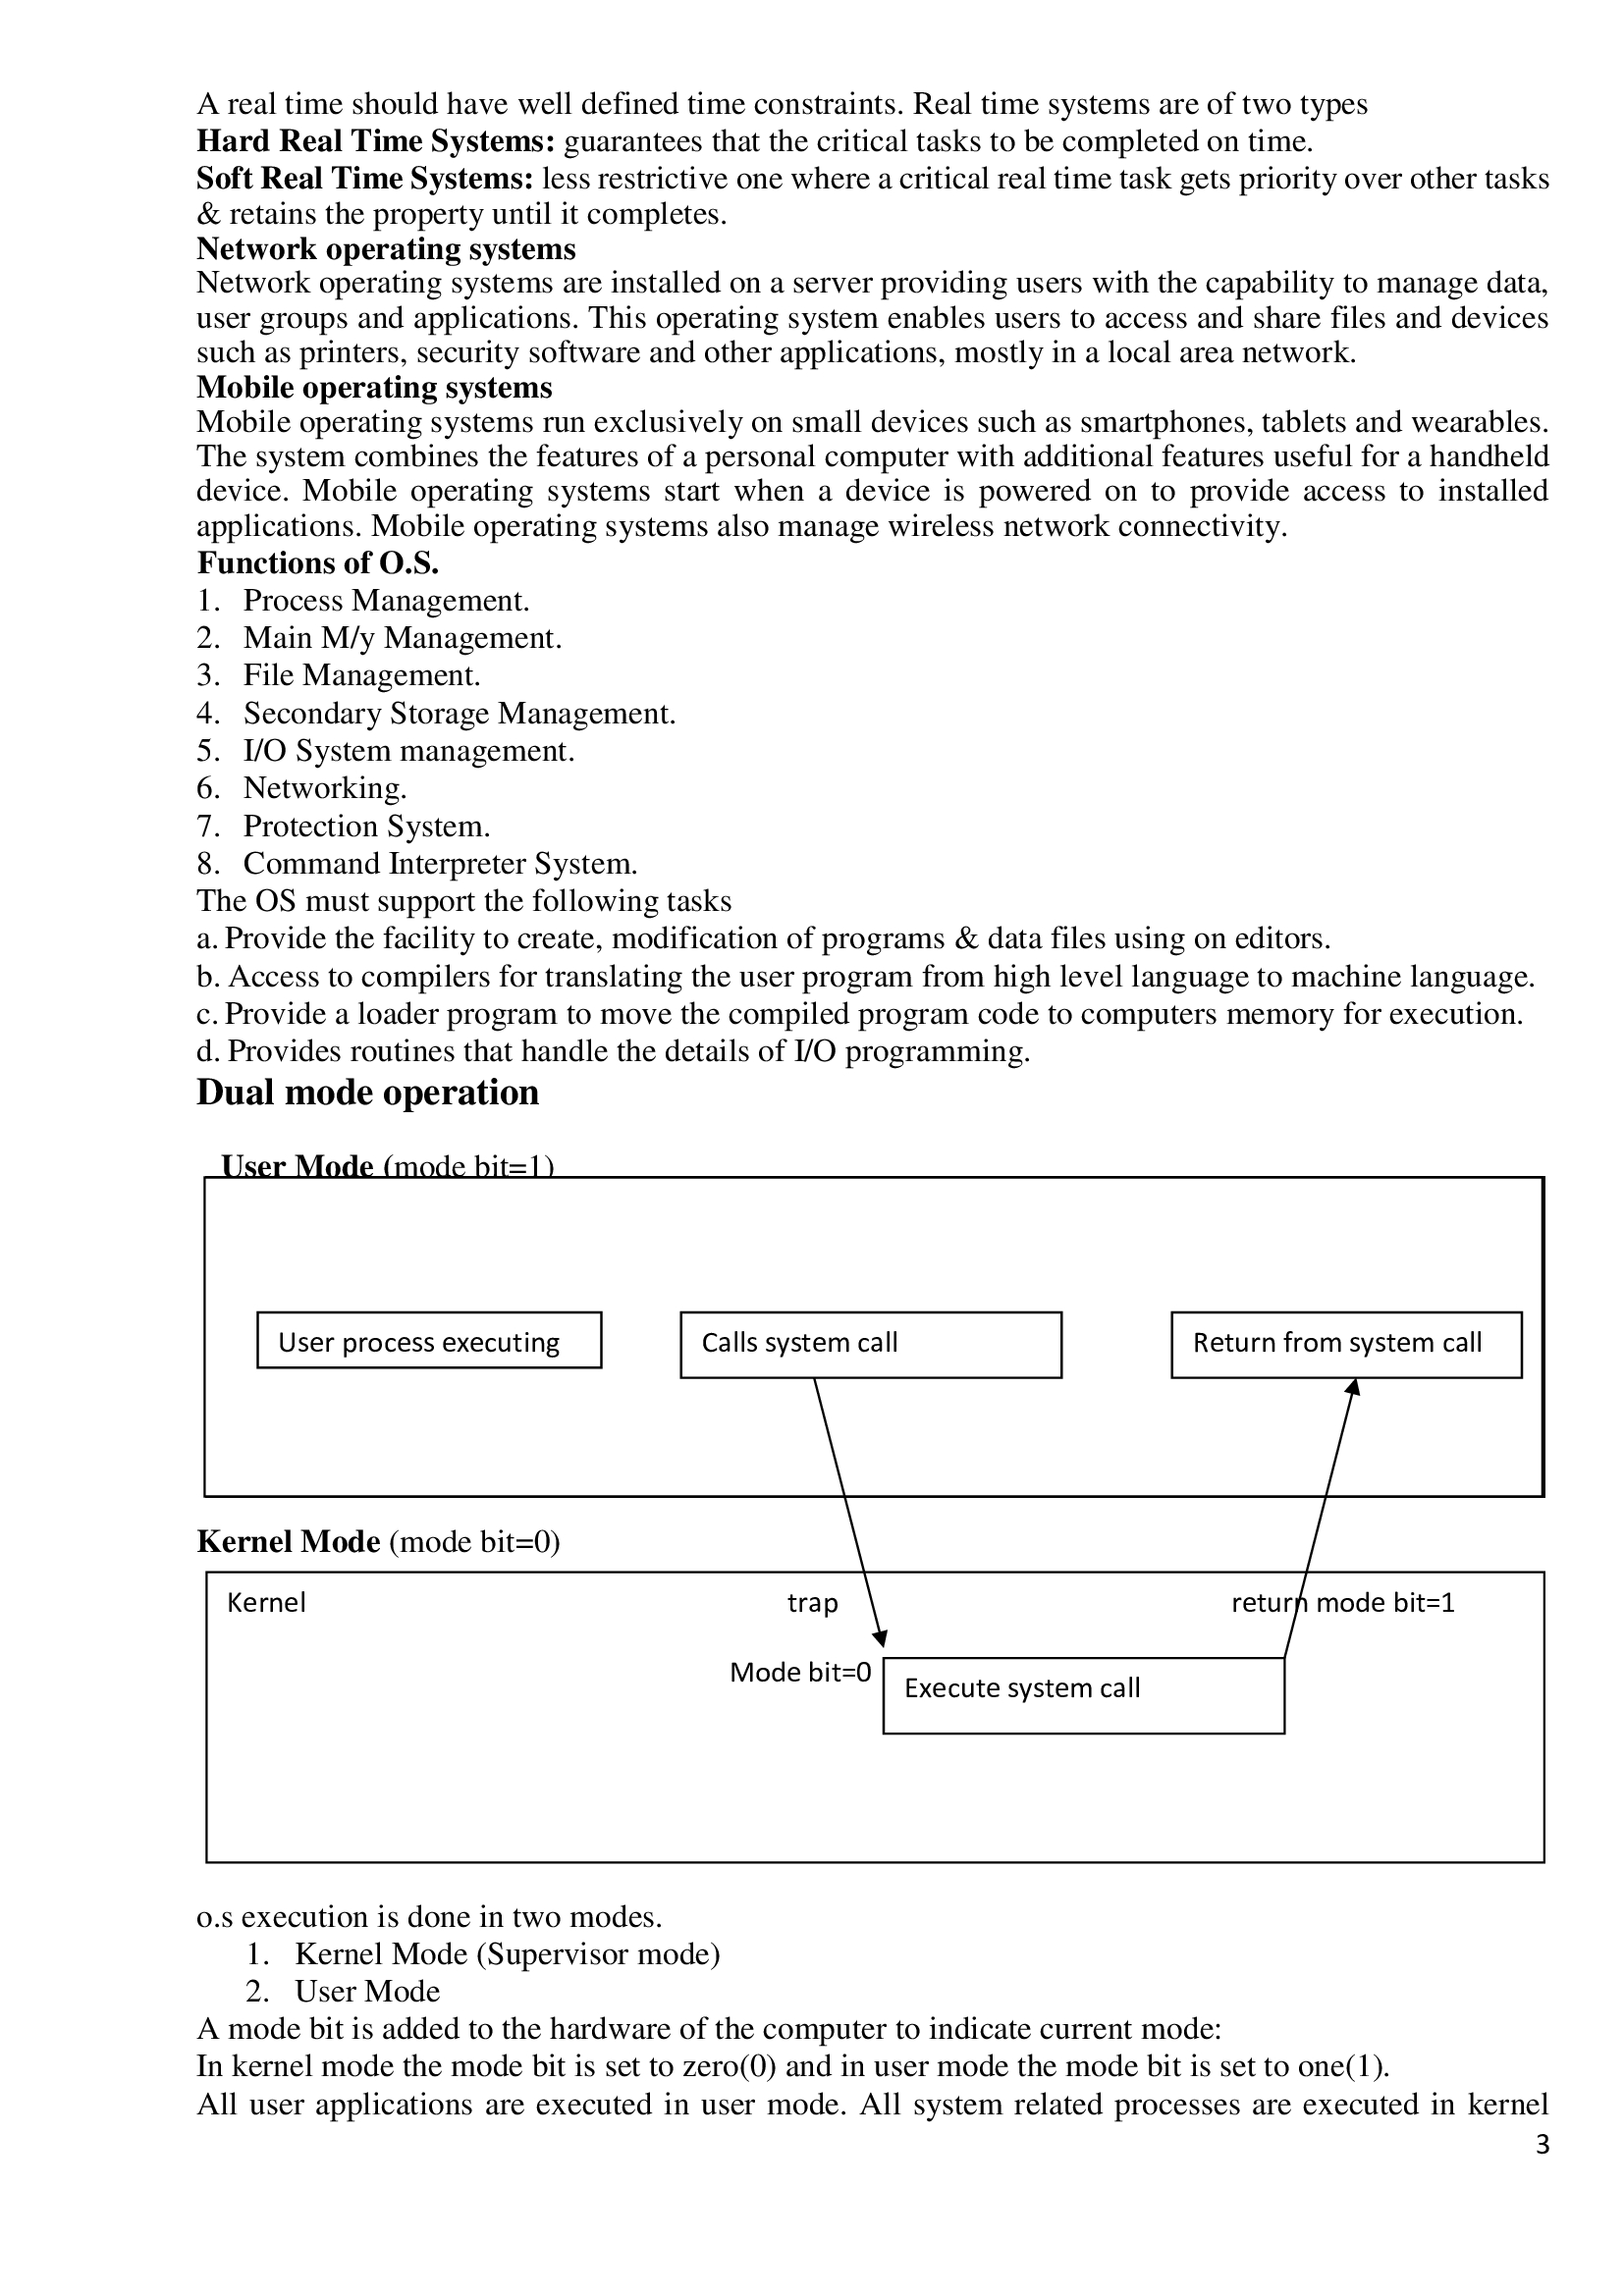 A real time should have well defined time constraints. Real time systems are of two types
Hard Real Time Systems: guarantees that the critical tasks to be completed on time.
Soft Real Time Systems: less restrictive one where a critical real time task gets priority over other tasks
& retains the property until it completes.
Network operating systems
Network operating systems are installed on a server providing users with the capability to manage data,
user groups and applications. This operating system enables users to access and share files and devices
such as printers, security software and other applications, mostly in a local area network.
Mobile operating systems
Mobile operating systems run exclusively on small devices such as smartphones, tablets and wearables.
The system combines the features of a personal computer with additional features useful for a handheld
device. Mobile operating systems start when a device is powered on to provide access to installed
applications. Mobile operating systems also manage wireless network connectivity.
Functions of O.S.
1. Process Management.
2. Main M/y Management.
3. File Management.
4. Secondary Storage Management.
5. I/O System management.
6. Networking.
7. Protection System.
8. Command Interpreter System.
The OS must support the following tasks
a. Provide the facility to create, modification of programs & data files using on editors.
b. Access to compilers for translating the user program from high level language to machine language.
c. Provide a loader program to move the compiled program code to computers memory for execution.
d. Provides routines that handle the details of I/O programming.
Dual mode operation
User Mode (mode bit=1)
User process executing
Calls system call
Return from system call
Kernel Mode (mode bit=0)
Kernel
trap
return mode bit=1
Mode bit=0
Execute system call
o.s execution is done in two modes.
1. Kernel Mode (Supervisor mode)
2. User Mode
A mode bit is added to the hardware of the computer to indicate current mode:
In kernel mode the mode bit is set to zero(0) and in user mode the mode bit is set to one(1).
All user applications are executed in user mode. All system related processes are executed in kernel
3